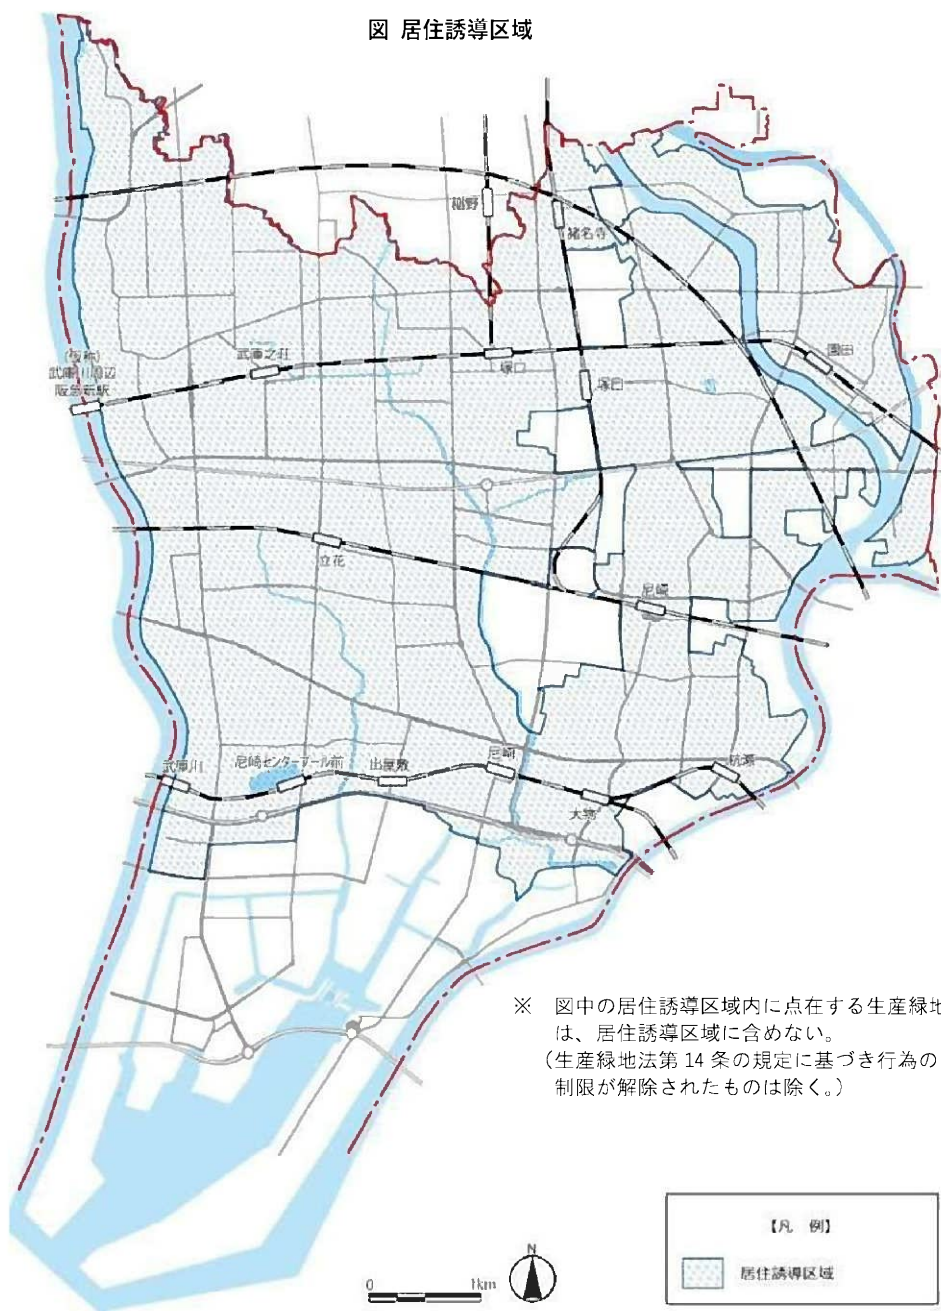 図 居住誘導区域
稲野
猪名寺
(仮称)
武庫川周辺
阪急新駅
武庫之荘
塚口
園田
塚口
立花
尼崎
武庫川
尼崎センタープール前
出屋敷
尼崎
杭瀬
大物
※ 図中の居住誘導区域内に点在する生産緑地
は、居住誘導区域に含めない。
(生産緑地法第 14 条の規定に基づき行為の
制限が解除されたものは除く。)
【凡 例】
居住誘導区域
0 1km
N